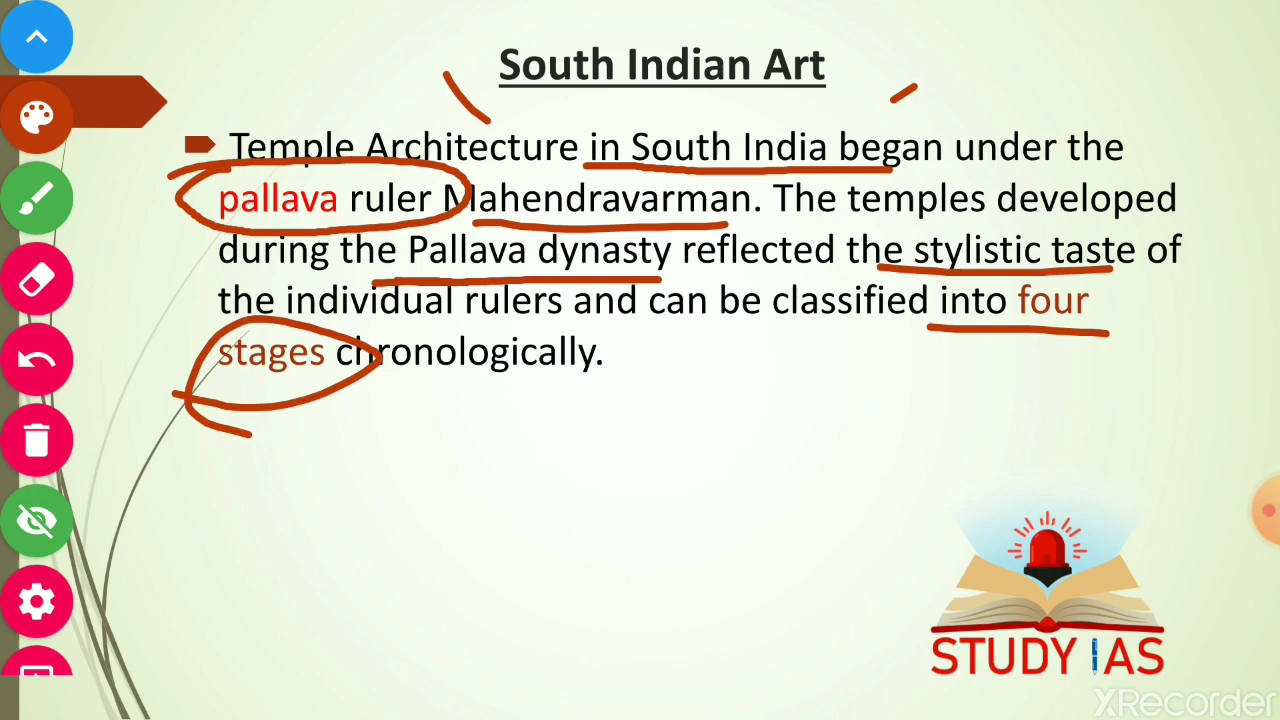 South Indian Art
Temple Architecture in South India began under the
pallava ruler Mahendravarman. The temples developed
during the Pallava dynasty reflected the stylistic taste of
the individual rulers and can be classified into four
stages chronologically.
STUDY IAS
XRecorder